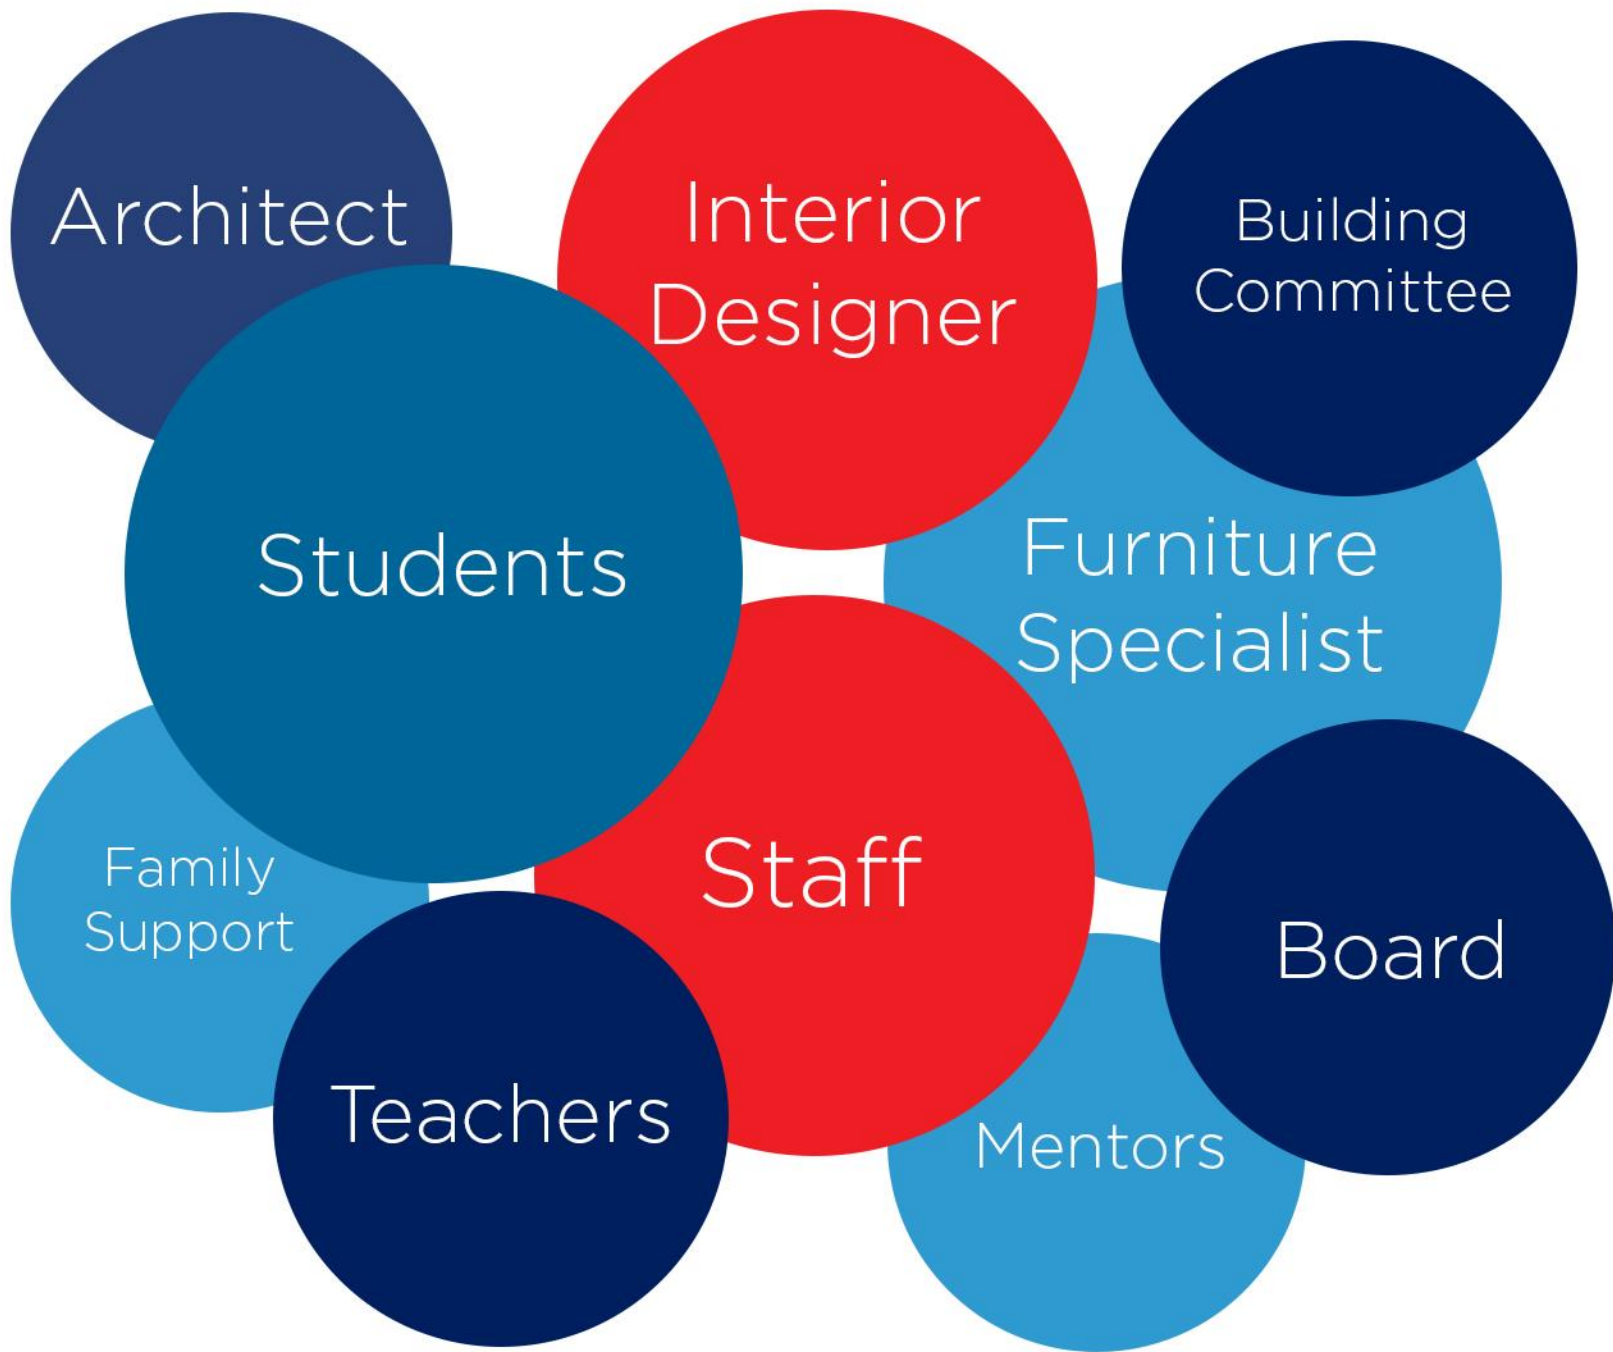 Architect
Interior
Designer
Building
Committee
Students
Furniture
Specialist
Family
Support
Staff
Board
Teachers
Mentors